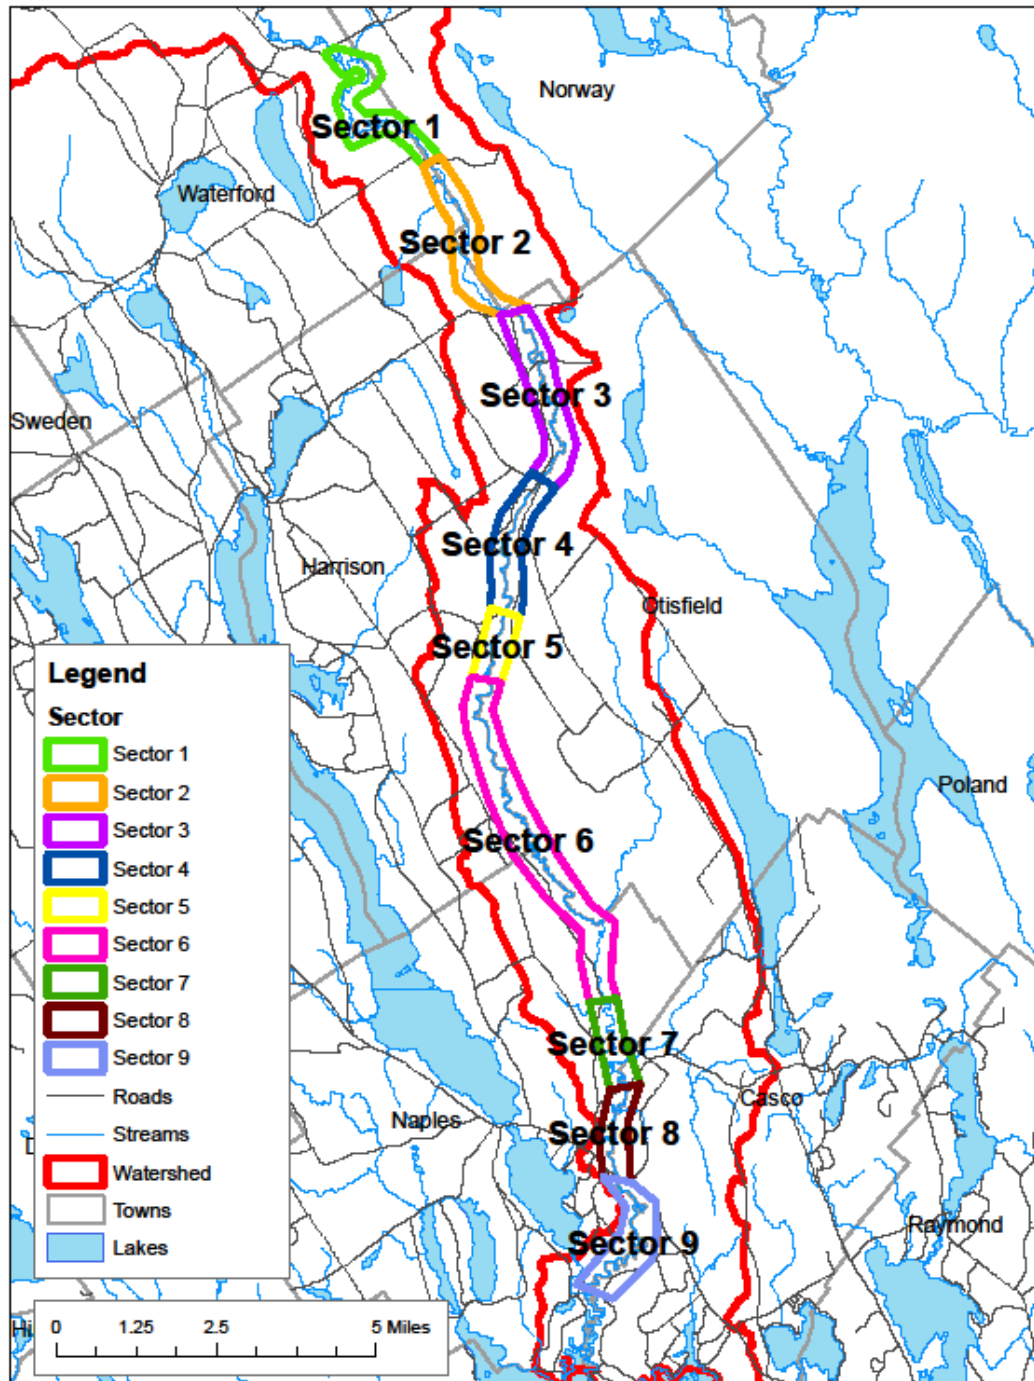 Norway
Sector 1
Waterford
Sector 2
Sector 3
Sweden
Sector 4
Harrison
Otisfield
Sector 5
Legend
Sector
Sector 1
Sector 2
Sector 3
Sector 4
Sector 5
Sector 6
Sector 7
Sector 8
Sector 9
Roads
Streams
Watershed
Towns
Lakes
Poland
Sector 6
Sector 7
Casco
Naples
Sector 8
Raymond
Sector 9
0 1.25 2.5 5 Miles